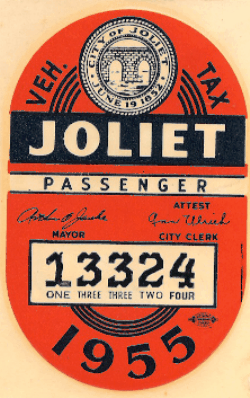 CITY OF JOLIET
JUNE 19 1852
VEH. TAX
JOLIET
PASSENGER
ATTEST
MAYOR CITY CLERK
13324
ONE THREE THREE TWO FOUR
1955